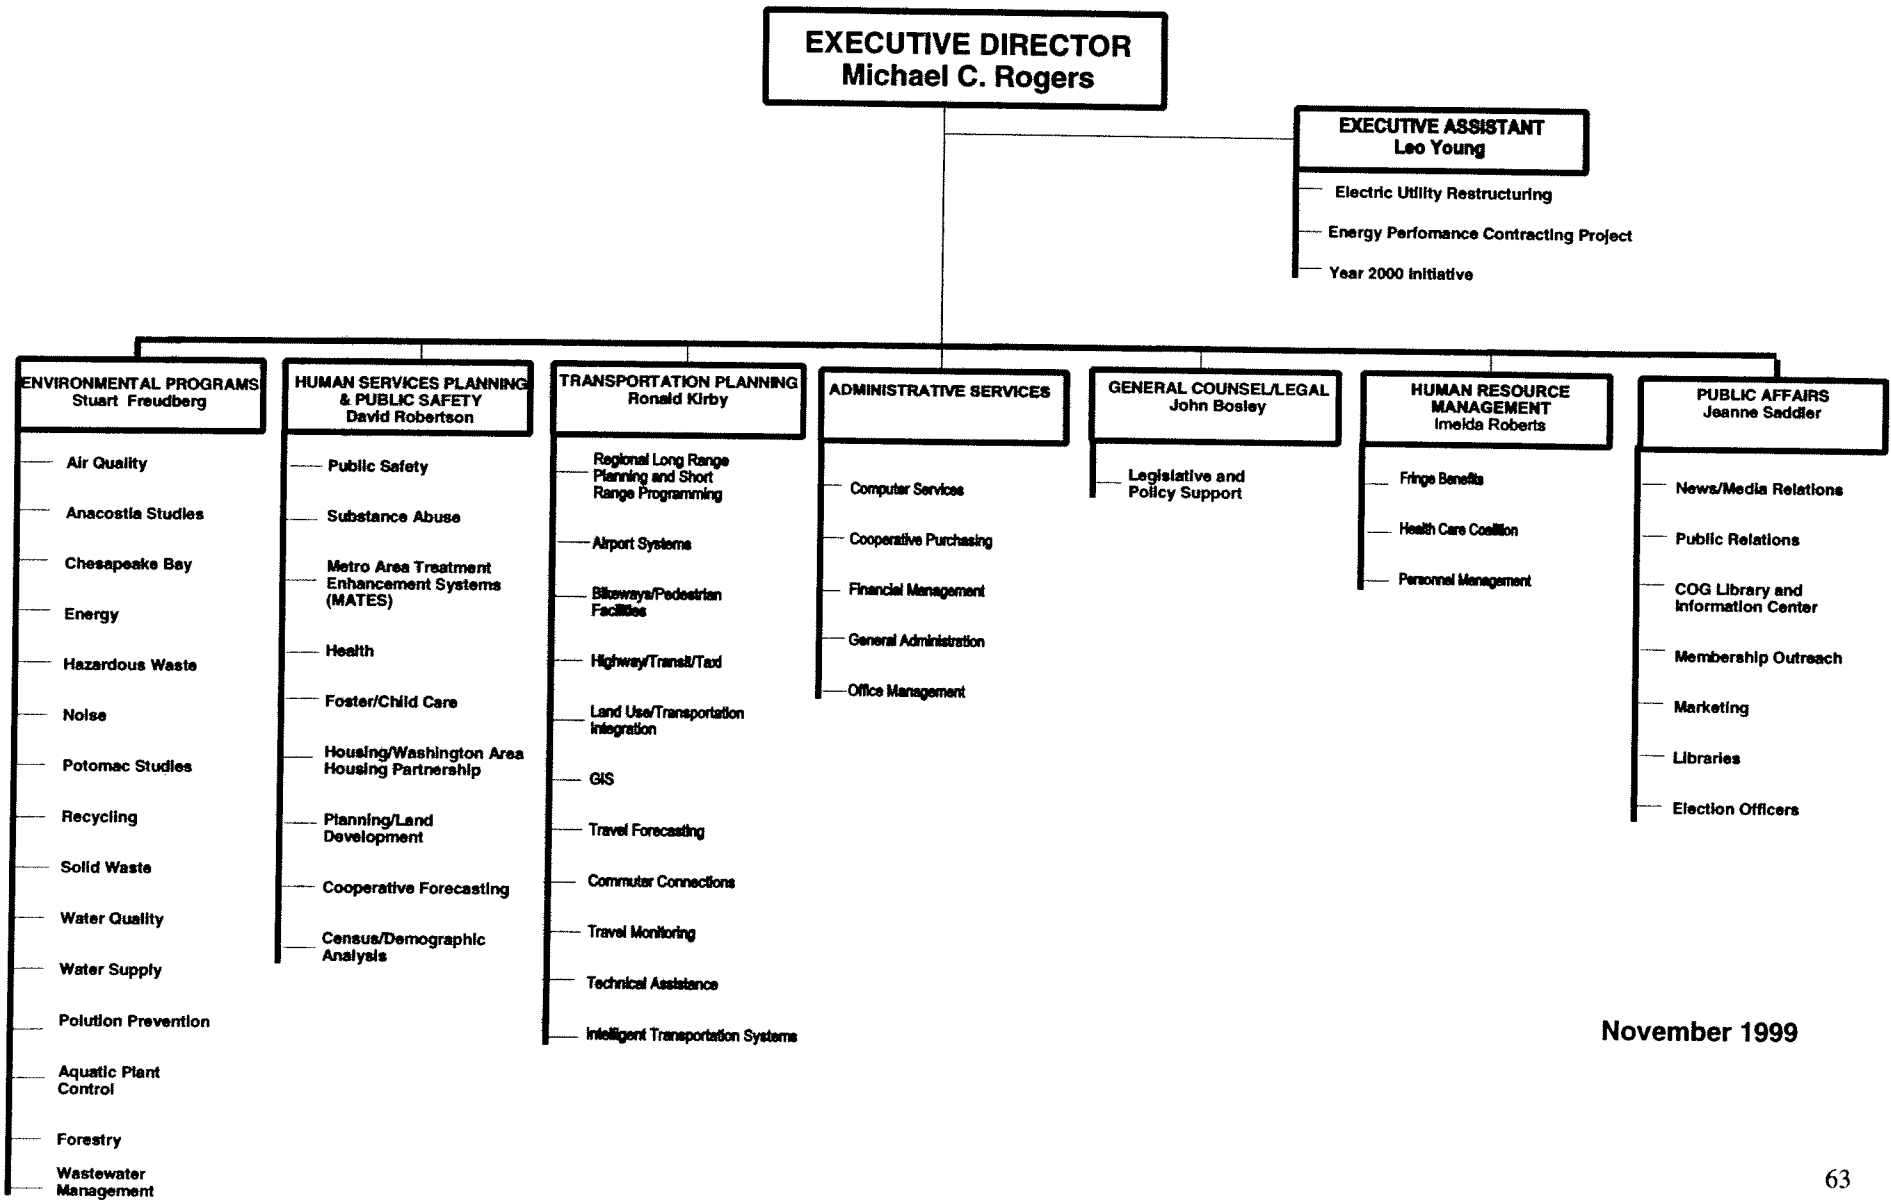 EXECUTIVE DIRECTOR
Michael C. Rogers
EXECUTIVE ASSISTANT
Leo Young
Electric Utility Restructuring
Energy Perfomance Contracting Project
Year 2000 Initiative
ENVIRONMENTAL PROGRAMS
Stuart Freudberg
Air Quality
Anacostia Studies
Chesapeake Bay
Energy
Hazardous Waste
Noise
Potomac Studies
Recycling
Solid Waste
Water Quality
Water Supply
Polution Prevention
Aquatic Plant
Control
Forestry
Wastewater
Management
HUMAN SERVICES PLANNING
& PUBLIC SAFETY
David Robertson
Public Safety
Substance Abuse
Metro Area Treatment
Enhancement Systems
(MATES)
Health
Foster/Child Care
Housing/Washington Area
Housing Partnership
Planning/Land
Development
Cooperative Forecasting
Census/Demographic
Analysis
TRANSPORTATION PLANNING
Ronald Kirby
Regional Long Range
Planning and Short
Range Programming
Airport Systems
Bikeways/Pedestrian
Facilities
Highway/Transit/Taxi
Land Use/Transportation
Integration
GIS
Travel Forecasting
Commuter Connections
Travel Monitoring
Technical Assistance
Intelligent Transportation Systems
ADMINISTRATIVE SERVICES
Computer Services
Cooperative Purchasing
Financial Management
General Administration
Office Management
GENERAL COUNSEL/LEGAL
John Bosley
Legislative and
Policy Support
HUMAN RESOURCE
MANAGEMENT
Imelda Roberts
Fringe Benefits
Health Care Coalition
Personnel Management
PUBLIC AFFAIRS
Jeanne Saddler
News/Media Relations
Public Relations
COG Library and
Information Center
Membership Outreach
Marketing
Libraries
Election Officers
November 1999
63